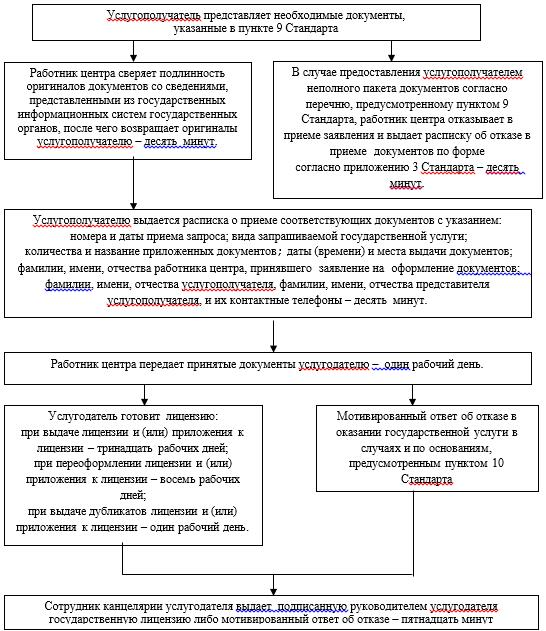 Услугополучатель представляет необходимые документы,
указанные в пункте 9 Стандарта
Работник центра сверяет подлинность
оригиналов документов со сведениями,
представленными из государственных
информационных систем государственных
органов, после чего возвращает оригиналы
услугополучателю – десять минут.
В случае предоставления услугополучателем
неполного пакета документов согласно
перечню, предусмотренному пунктом 9
Стандарта, работник центра отказывает в
приеме заявления и выдает расписку об отказе в
приеме документов по форме
согласно приложению 3 Стандарта – десять
минут.
Услугополучателю выдается расписка о приеме соответствующих документов с указанием:
номера и даты приема запроса; вида запрашиваемой государственной услуги;
количества и название приложенных документов; даты (времени) и места выдачи документов;
фамилии, имени, отчества работника центра, принявшего заявление на оформление документов;
фамилии, имени, отчества услугополучателя, фамилии, имени, отчества представителя
услугополучателя, и их контактные телефоны – десять минут.
Работник центра передает принятые документы услугодателю – один рабочий день.
Услугодатель готовит лицензию:
при выдаче лицензии и (или) приложения к
лицензии – тринадцать рабочих дней;
при переоформлении лицензии и (или)
приложения к лицензии – восемь рабочих
дней;
при выдаче дубликатов лицензии и (или)
приложения к лицензии – один рабочий день.
Мотивированный ответ об отказе в
оказании государственной услуги в
случаях и по основаниям,
предусмотренным пунктом 10
Стандарта
Сотрудник канцелярии услугодателя выдает подписанную руководителем услугодателя
государственную лицензию либо мотивированный ответ об отказе – пятнадцать минут